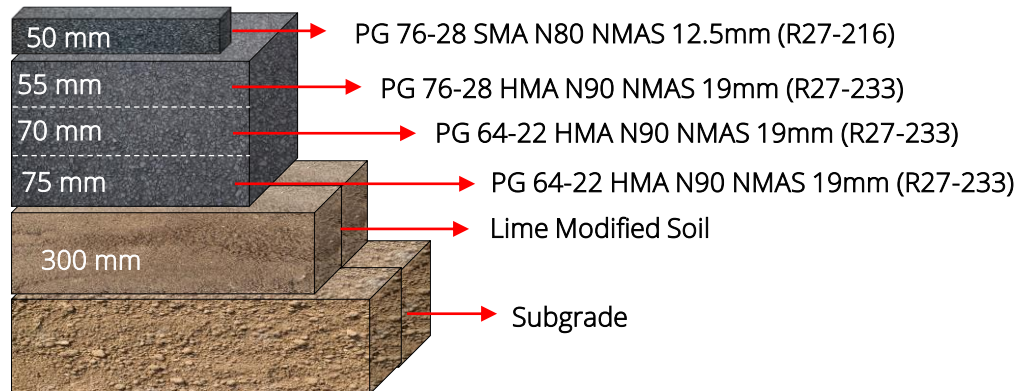 50 mm
PG 76-28 SMA N80 NMAS 12.5mm (R27-216)
55 mm
PG 76-28 HMA N90 NMAS 19mm (R27-233)
70 mm
PG 64-22 HMA N90 NMAS 19mm (R27-233)
75 mm
PG 64-22 HMA N90 NMAS 19mm (R27-233)
Lime Modified Soil
300 mm
Subgrade